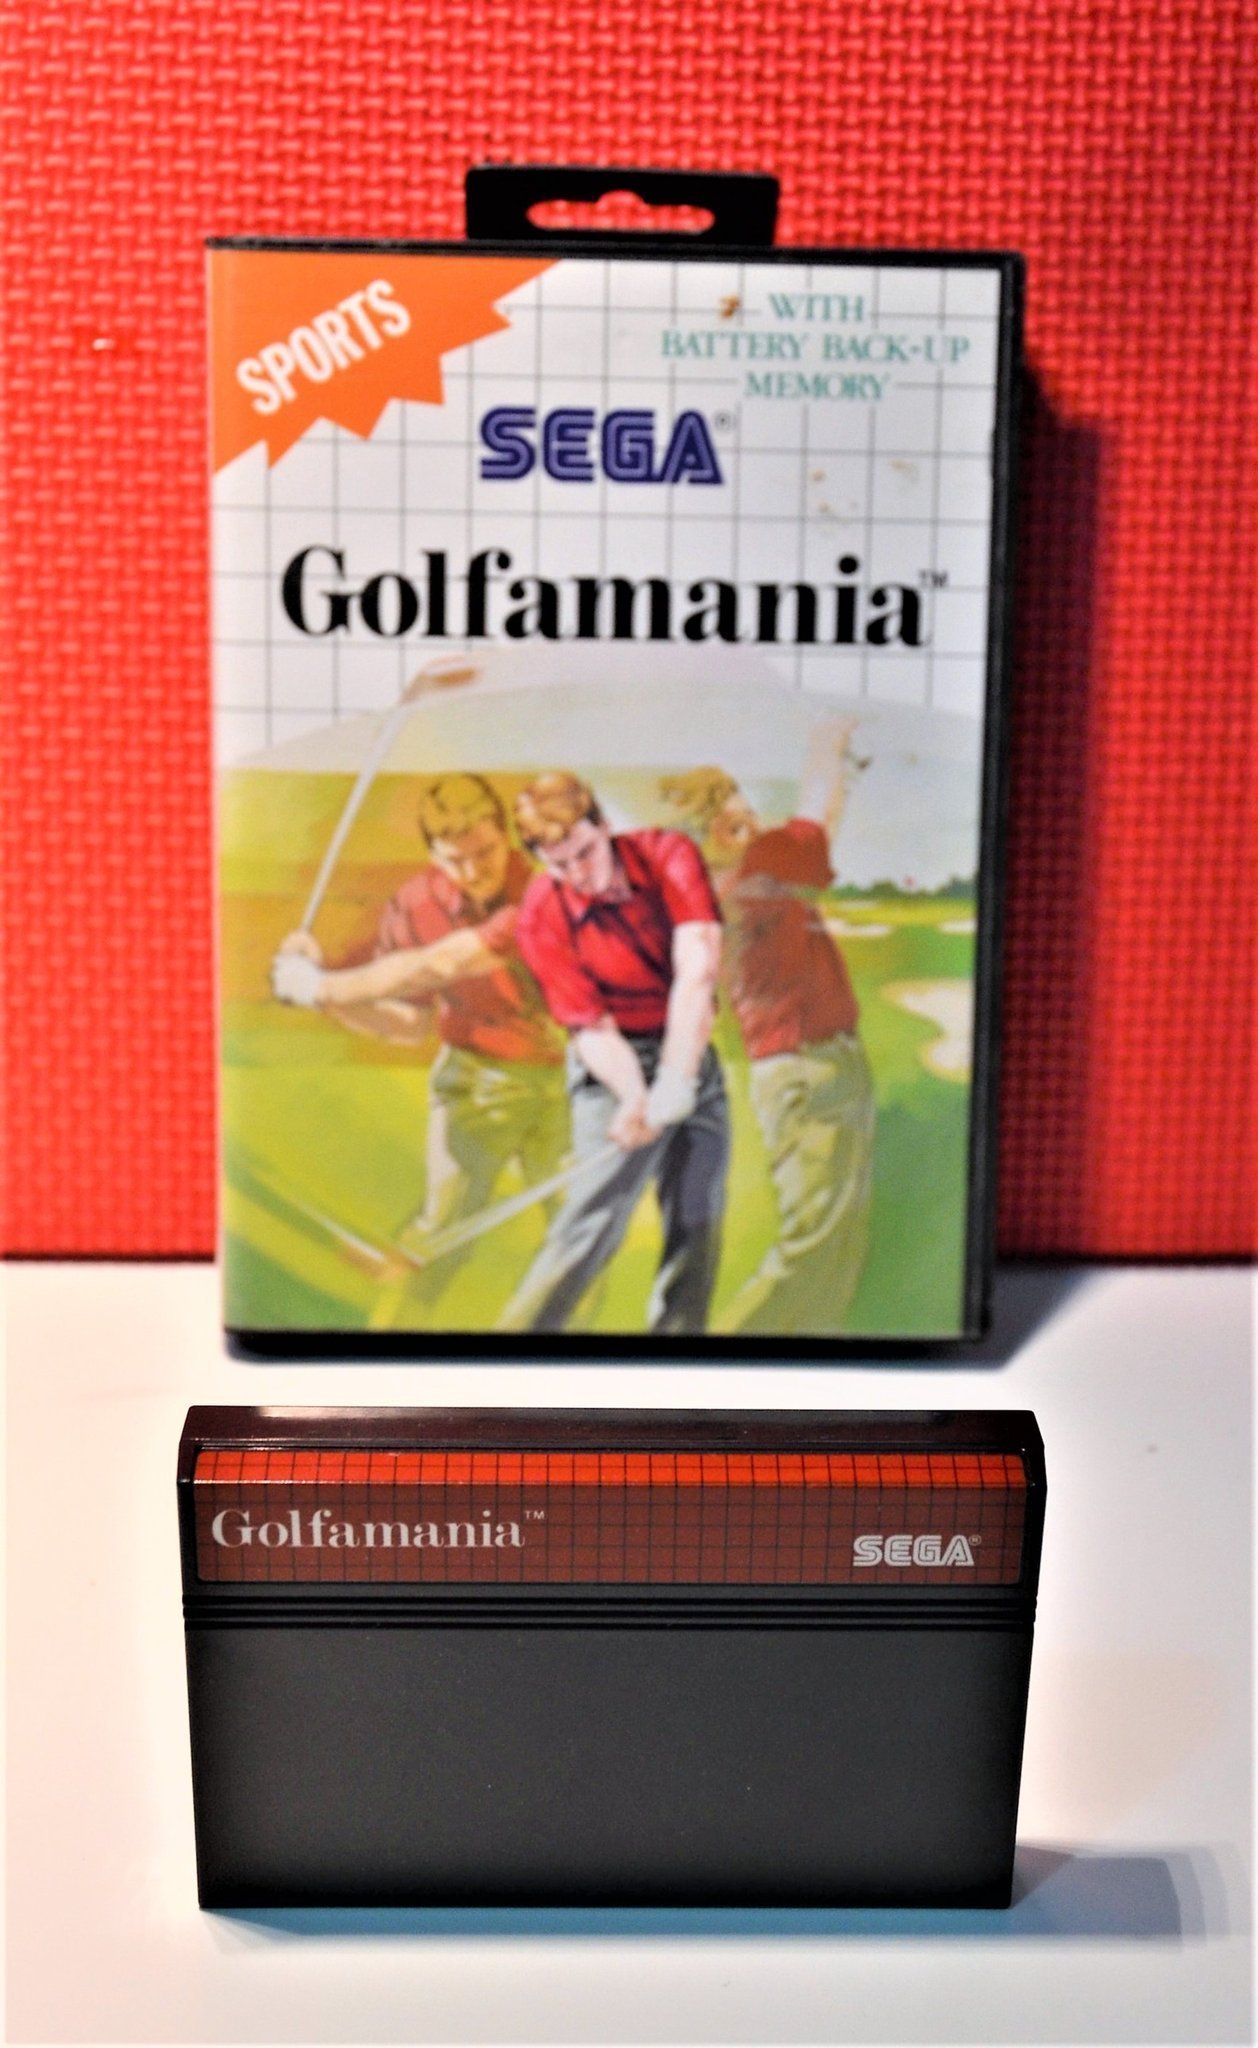 SPORTS
WITH
BATTERY BACK-UP
MEMORY
SEGA®
Golfamania™
Golfamania™
SEGA®